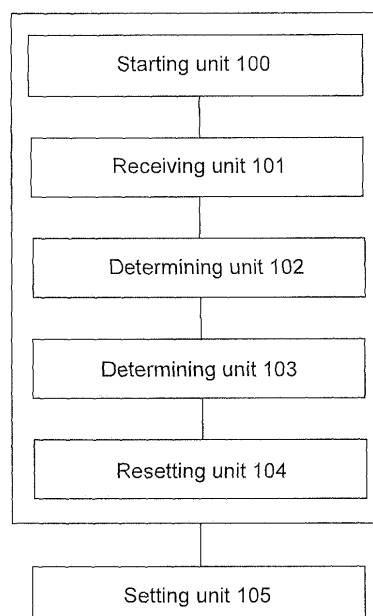 Starting unit 100
Receiving unit 101
Determining unit 102
Determining unit 103
Resetting unit 104
Setting unit 105